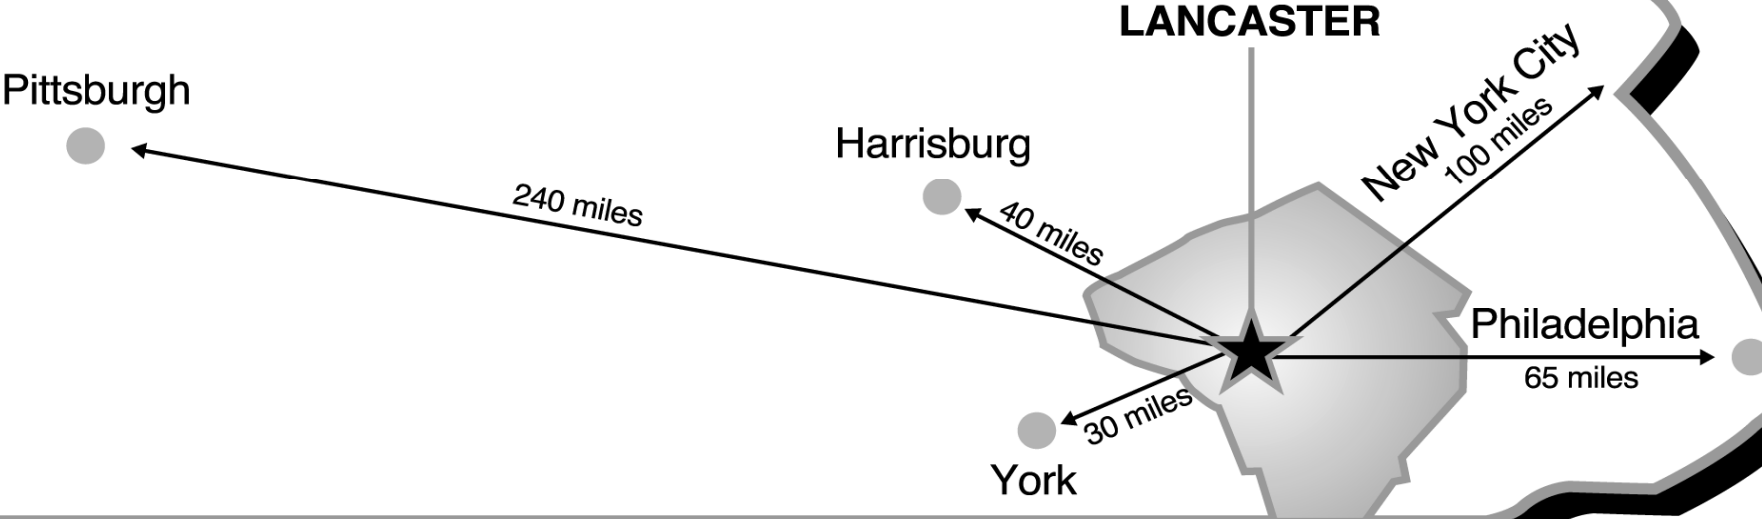 LANCASTER
Pittsburgh
Harrisburg
New York City
100 miles
240 miles
40 miles
Philadelphia
65 miles
30 miles
York